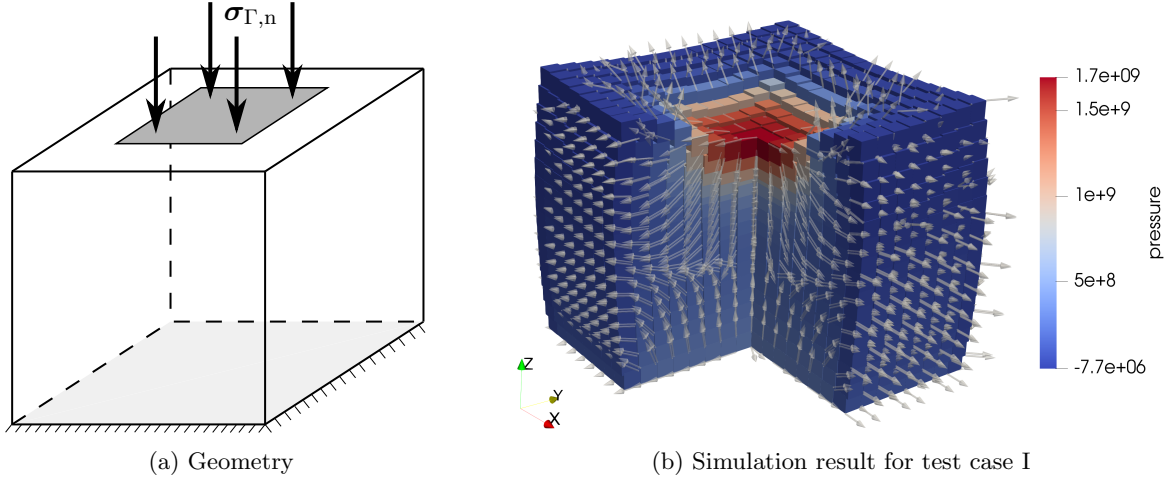 σΓ,n
1.7e+09
1.5e+9
1e+9
5e+8
-7.7e+06
pressure
Z
Y
X
(a) Geometry
(b) Simulation result for test case I